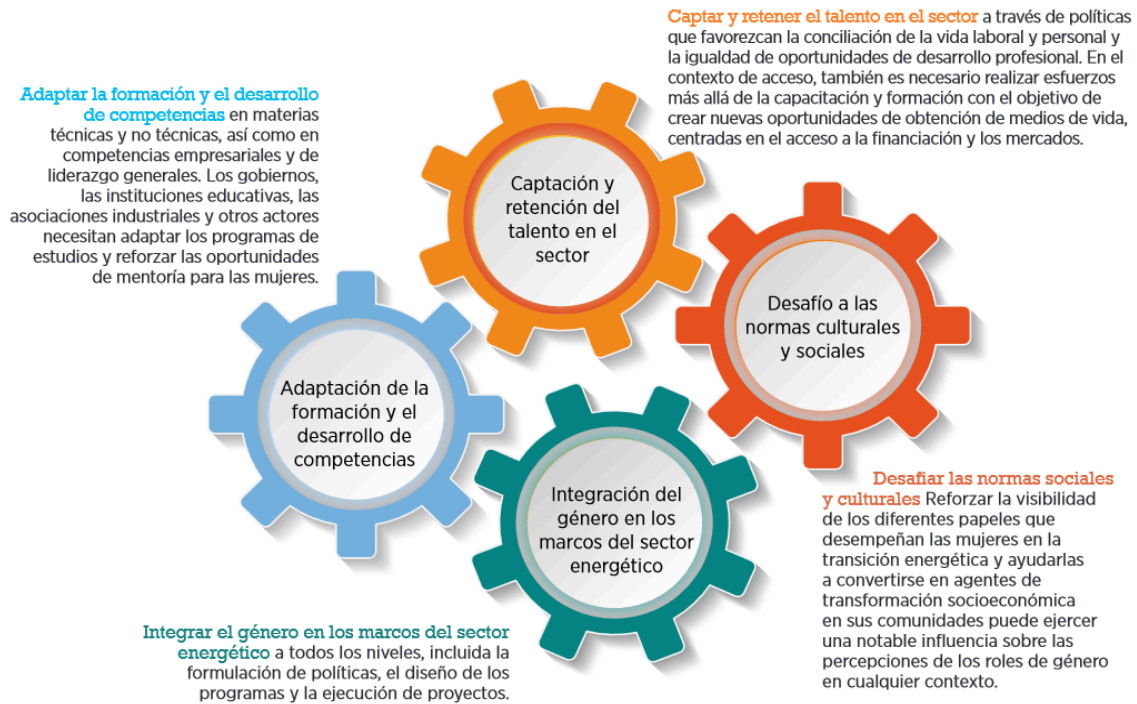 Captar y retener el talento en el sector a través de políticas
que favorezcan la conciliación de la vida laboral y personal y
la igualdad de oportunidades de desarrollo profesional. En el
contexto de acceso, también es necesario realizar esfuerzos
más allá de la capacitación y formación con el objetivo de
crear nuevas oportunidades de obtención de medios de vida,
centradas en el acceso a la financiación y los mercados.
Adaptar la formación y el desarrollo
de competencias en materias
técnicas y no técnicas, así como en
competencias empresariales y de
liderazgo generales. Los gobiernos,
las instituciones educativas, las
asociaciones industriales y otros actores
necesitan adaptar los programas de
estudios y reforzar las oportunidades
de mentoría para las mujeres.
Captación y
retención del
talento en el
sector
Desafío a las
normas culturales
y sociales
Adaptación de la
formación y el
desarrollo de
competencias
Integración del
género en los
marcos del sector
energético
Desafiar las normas sociales
y culturales Reforzar la visibilidad
de los diferentes papeles que
desempeñan las mujeres en la
transición energética y ayudarlas
a convertirse en agentes de
transformación socioeconómica
en sus comunidades puede ejercer
una notable influencia sobre las
percepciones de los roles de género
en cualquier contexto.
Integrar el género en los marcos del sector
energético a todos los niveles, incluida la
formulación de políticas, el diseño de los
programas y la ejecución de proyectos.